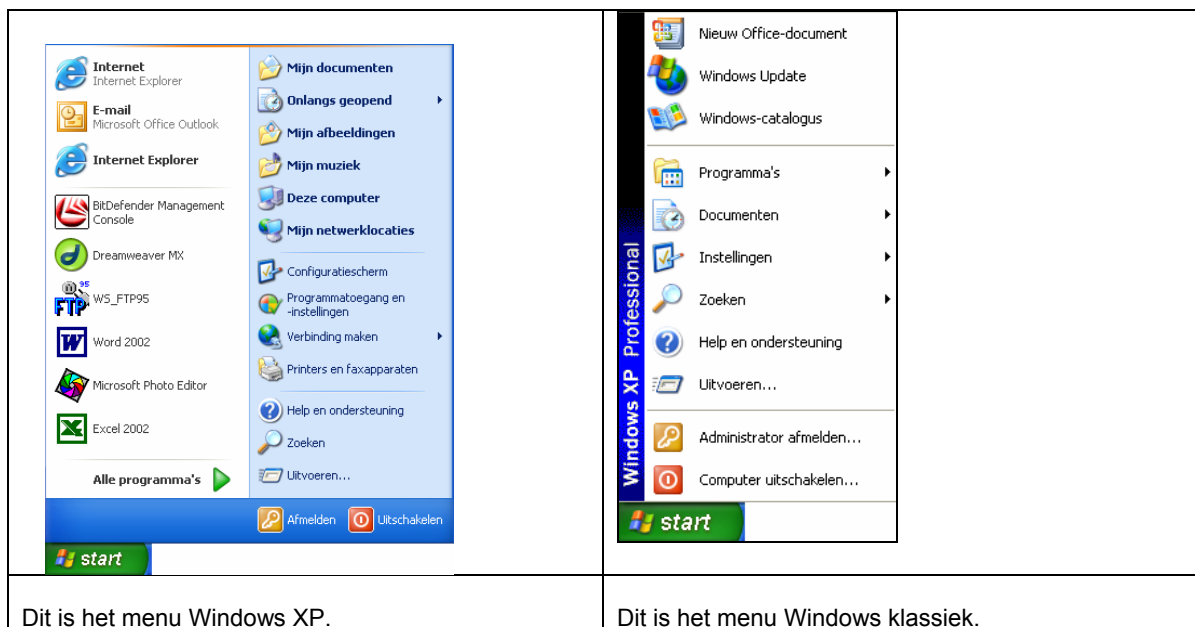 Internet
Internet Explorer
E-mail
Microsoft Office Outlook
Internet Explorer
BitDefender Management
Console
Dreamweaver MX
95
FTP
WS_FTP95
W
Word 2002
Microsoft Photo Editor
X
Excel 2002
Alle programma's
Mijn documenten
Onlangs geopend
Mijn afbeeldingen
Mijn muziek
Deze computer
Mijn netwerklocaties
Configuratiescherm
Programmatoegang en
-instellingen
Verbinding maken
Printers en faxapparaten
Help en ondersteuning
Zoeken
Uitvoeren...
Afmelden
Uitschakelen
start
Dit is het menu Windows XP.
Windows XP Professional
Nieuw Office-document
Windows Update
Windows-catalogus
Programma's
Documenten
Instellingen
Zoeken
Help en ondersteuning
Uitvoeren...
Administrator afmelden...
Computer uitschakelen...
start
Dit is het menu Windows klassiek.